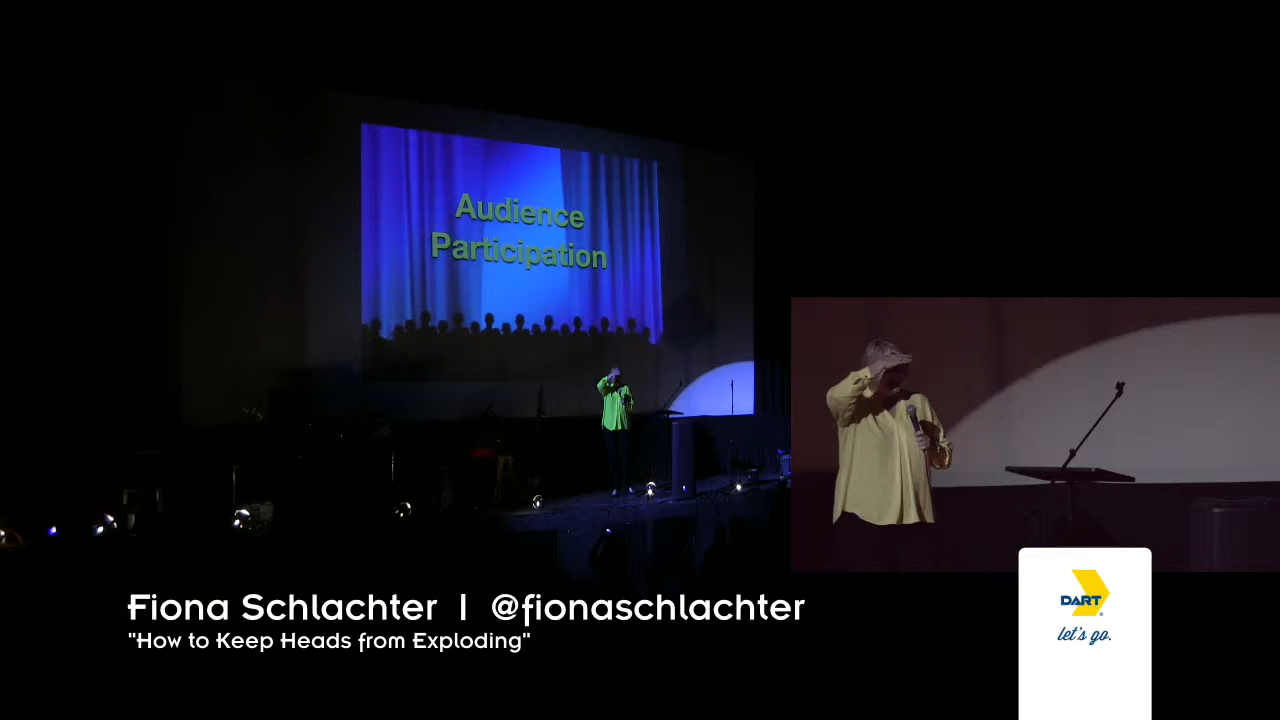 Audience
Participation
Fiona Schlachter | @fionaschlachter
"How to Keep Heads from Exploding"
DART
let's go.